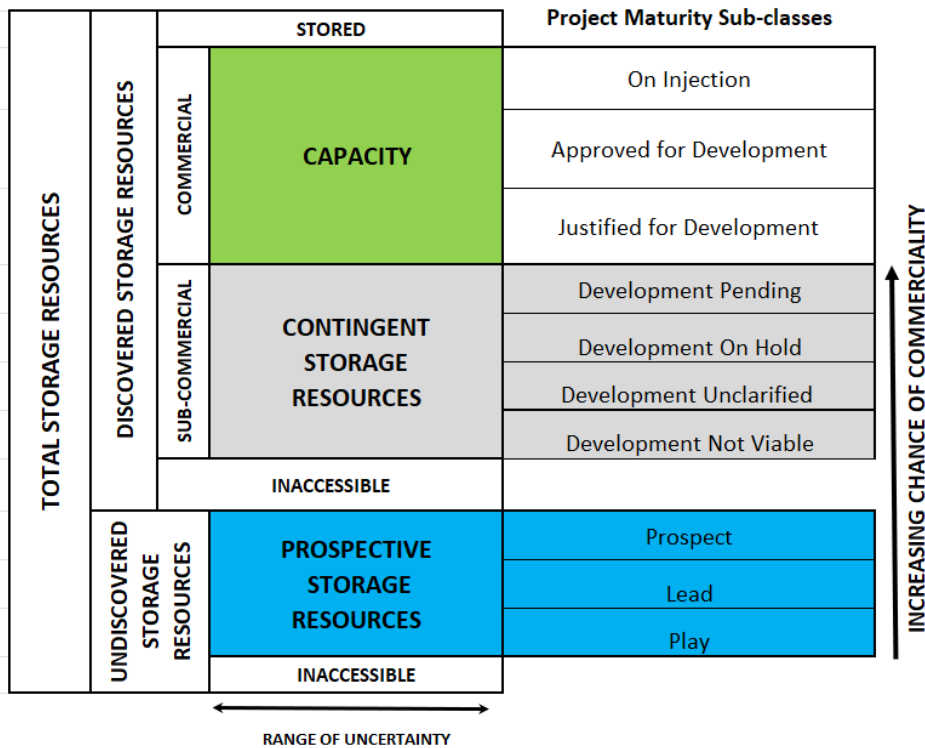 Project Maturity Sub-classes
STORED
TOTAL STORAGE RESOURCES
DISCOVERED STORAGE RESOURCES
COMMERCIAL
CAPACITY
On Injection
Approved for Development
Justified for Development
SUB-COMMERCIAL
CONTINGENT
STORAGE
RESOURCES
Development Pending
Development On Hold
Development Unclarified
Development Not Viable
INACCESSIBLE
UNDISCOVERED
STORAGE
RESOURCES
PROSPECTIVE
STORAGE
RESOURCES
Prospect
Lead
Play
INACCESSIBLE
INCREASING CHANCE OF COMMERCIALITY
RANGE OF UNCERTAINTY